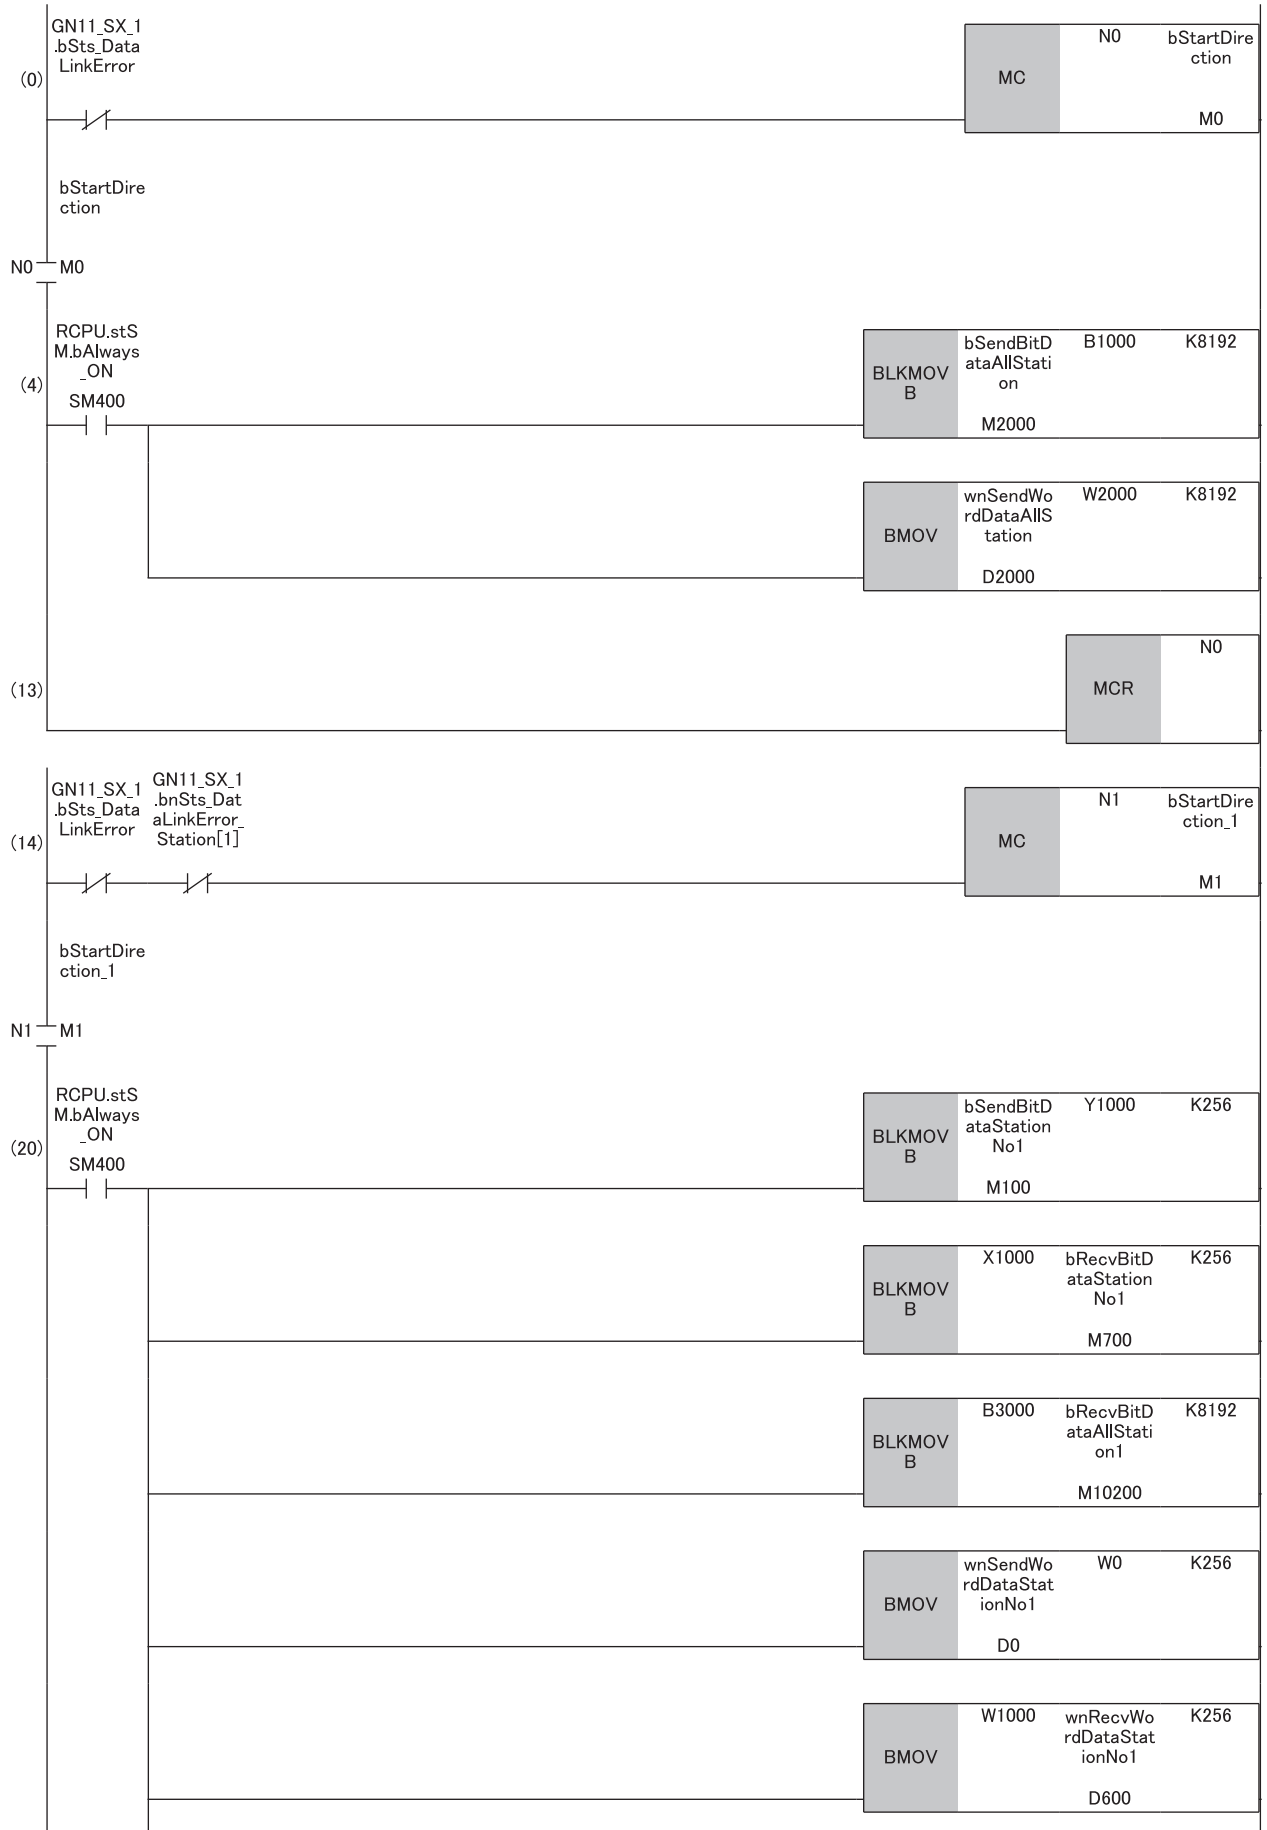 GN11_SX_1
.bSts_Data
LinkError
(0)
MC
N0
bStartDire
ction
M0
bStartDire
ction
N0
M0
RCPU.stS
M.bAlways
_ON
(4)
SM400
BLKMOV
B
bSendBitD
ataAllStati
on
M2000
B1000
K8192
BMOV
wnSendWo
rdDataAllS
tation
D2000
W2000
K8192
(13)
MCR
N0
GN11_SX_1
.bSts_Data
LinkError
GN11_SX_1
.bnSts_Dat
aLinkError_
Station[1]
(14)
MC
N1
bStartDire
ction_1
M1
bStartDire
ction_1
N1
M1
RCPU.stS
M.bAlways
_ON
(20)
SM400
BLKMOV
B
bSendBitD
ataStation
No1
M100
Y1000
K256
BLKMOV
B
X1000
bRecvBitD
ataStation
No1
M700
K256
BLKMOV
B
B3000
bRecvBitD
ataAllStati
on1
M10200
K8192
BMOV
wnSendWo
rdDataStat
ionNo1
D0
W0
K256
BMOV
W1000
wnRecvWo
rdDataStat
ionNo1
D600
K256